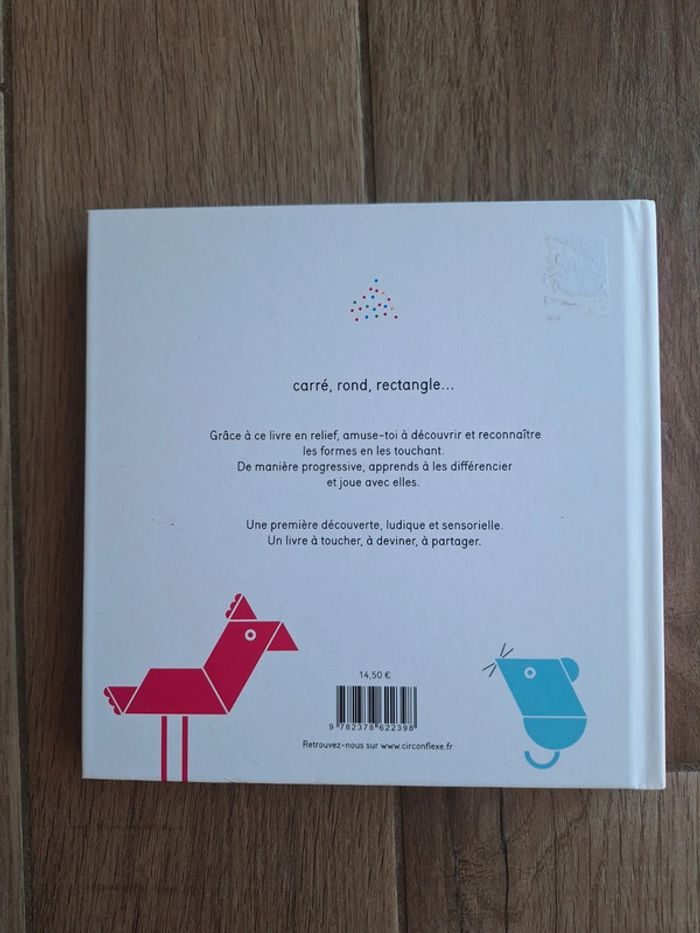 carré, rond, rectangle...
Grâce à ce livre en relief, amuse-toi à découvrir et reconnaître
les formes en les touchant.
De manière progressive, apprends à les différencier
et joue avec elles.
Une première découverte, ludique et sensorielle.
Un livre à toucher, à deviner, à partager.
14,50 €
9 782378 622398
Retrouvez-nous sur www.circonflexe.fr